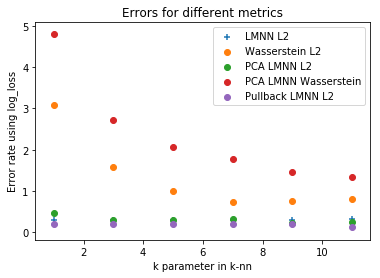 Errors for different metrics
5
4
3
2
1
0
Error rate using log_loss
LMNN L2
Wasserstein L2
PCA LMNN L2
PCA LMNN Wasserstein
Pullback LMNN L2
2 4 6 8 10
k parameter in k-nn